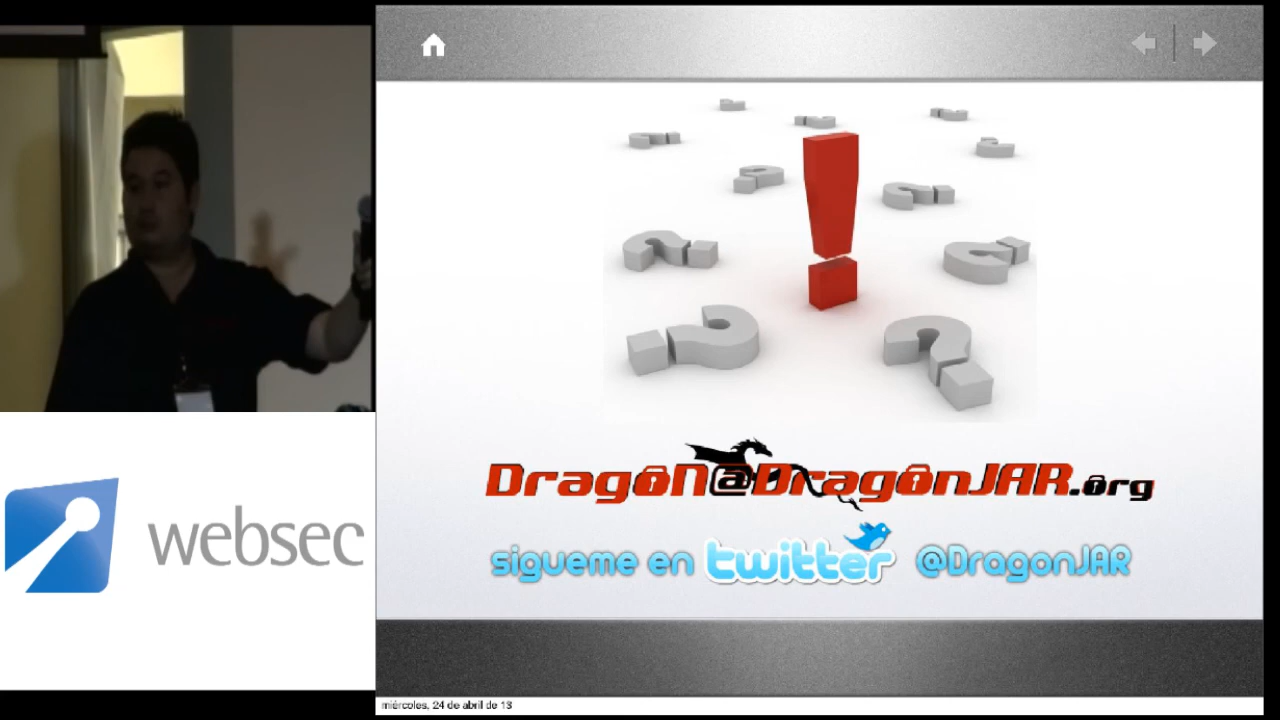 websec
DragoN@DragonJAR.org
sigueme en twitter @DragonJAR
miércoles, 24 de abril de 13